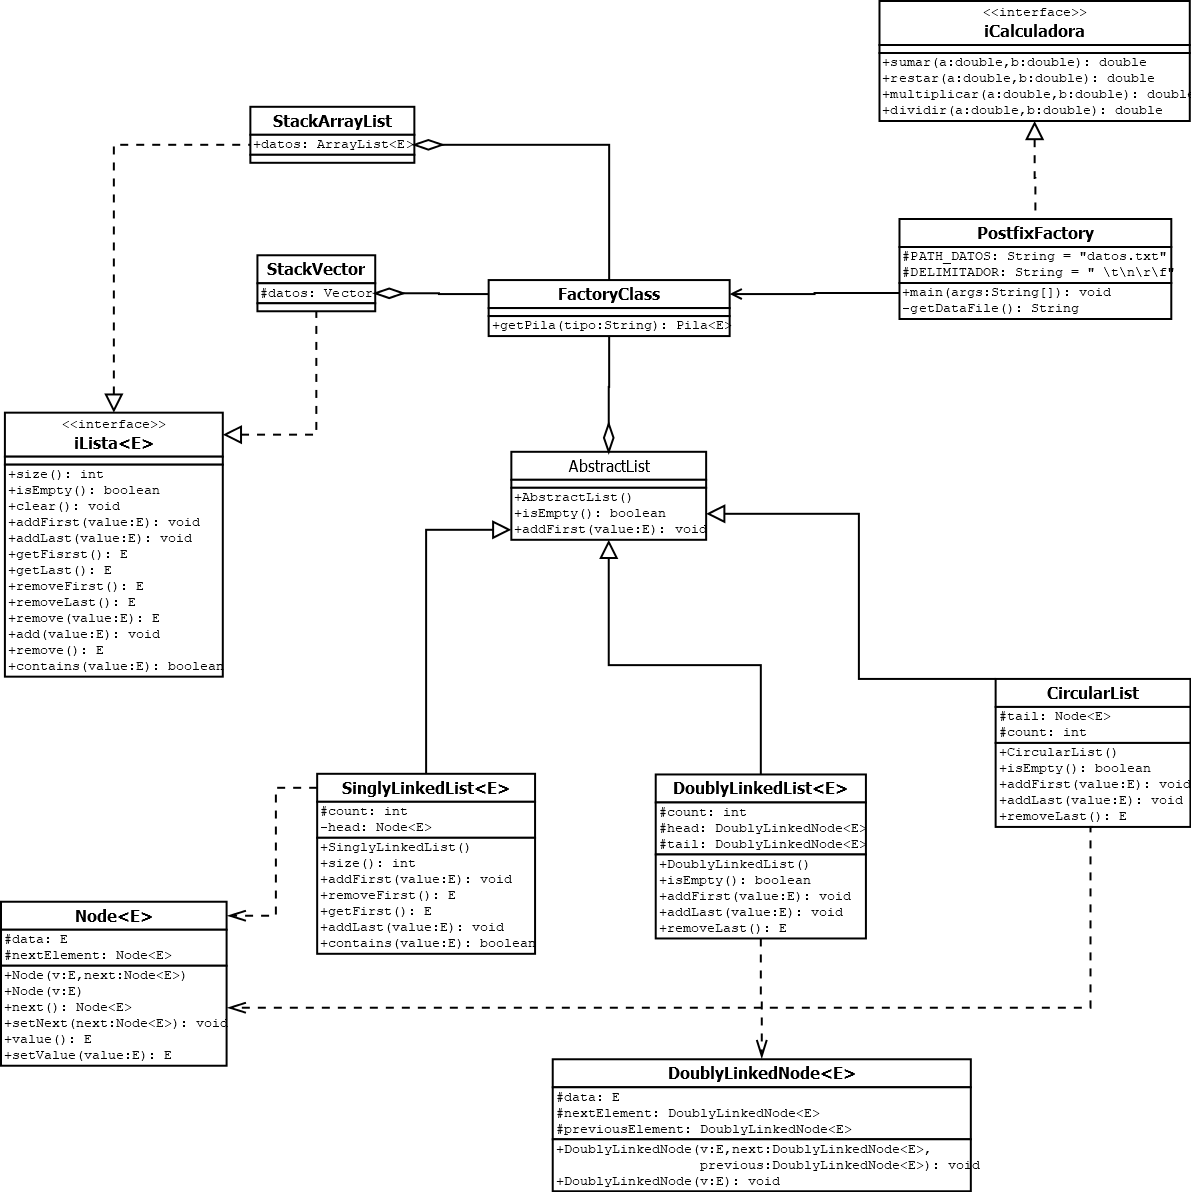 <<interface>>
iCalculadora
+sumar(a:double,b:double): double
+restar(a:double,b:double): double
+multiplicar(a:double,b:double): double
+dividir(a:double,b:double): double
StackArrayList
+datos: ArrayList<E>
PostfixFactory
#PATH_DATOS: String = "datos.txt"
#DELIMITADOR: String = " \t\n\r\f"
+main(args:String[]): void
-getDataFile(): String
StackVector
#datos: Vector
FactoryClass
+getPila(tipo:String): Pila<E>
<<interface>>
iLista<E>
+size(): int
+isEmpty(): boolean
+clear(): void
+addFirst(value:E): void
+addLast(value:E): void
+getFisrst(): E
+getLast(): E
+removeFirst(): E
+removeLast(): E
+remove(value:E): E
+add(value:E): void
+remove(): E
+contains(value:E): boolean
AbstractList
+AbstractList()
+isEmpty(): boolean
+addFirst(value:E): void
CircularList
#tail: Node<E>
#count: int
+CircularList()
+isEmpty(): boolean
+addFirst(value:E): void
+addLast(value:E): void
+removeLast(): E
SinglyLinkedList<E>
#count: int
-head: Node<E>
+SinglyLinkedList()
+size(): int
+addFirst(value:E): void
+removeFirst(): E
+getFirst(): E
+addLast(value:E): void
+contains(value:E): boolean
DoublyLinkedList<E>
#count: int
#head: DoublyLinkedNode<E>
#tail: DoublyLinkedNode<E>
+DoublyLinkedList()
+isEmpty(): boolean
+addFirst(value:E): void
+addLast(value:E): void
+removeLast(): E
Node<E>
#data: E
#nextElement: Node<E>
+Node(v:E,next:Node<E>)
+Node(v:E)
+next(): Node<E>
+setNext(next:Node<E>): void
+value(): E
+setValue(value:E): E
DoublyLinkedNode<E>
#data: E
#nextElement: DoublyLinkedNode<E>
#previousElement: DoublyLinkedNode<E>
+DoublyLinkedNode(v:E,next:DoublyLinkedNode<E>,
previous:DoublyLinkedNode<E>): void
+DoublyLinkedNode(v:E): void